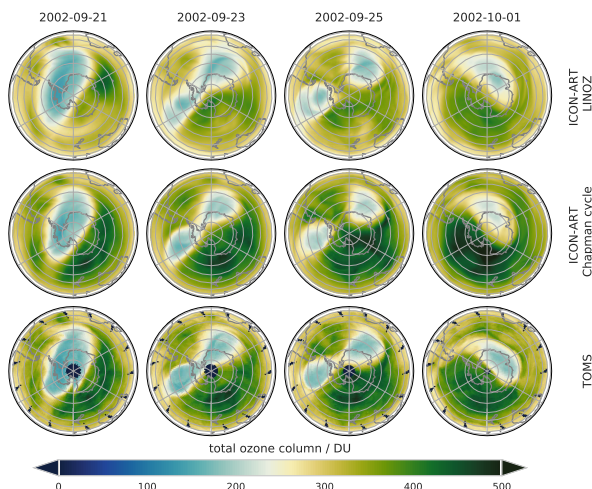 2002-09-21 2002-09-23 2002-09-25 2002-10-01
ICON-ART
LINOZ
ICON-ART
Chapman cycle
TOMS
total ozone column / DU
0 100 200 300 400 500